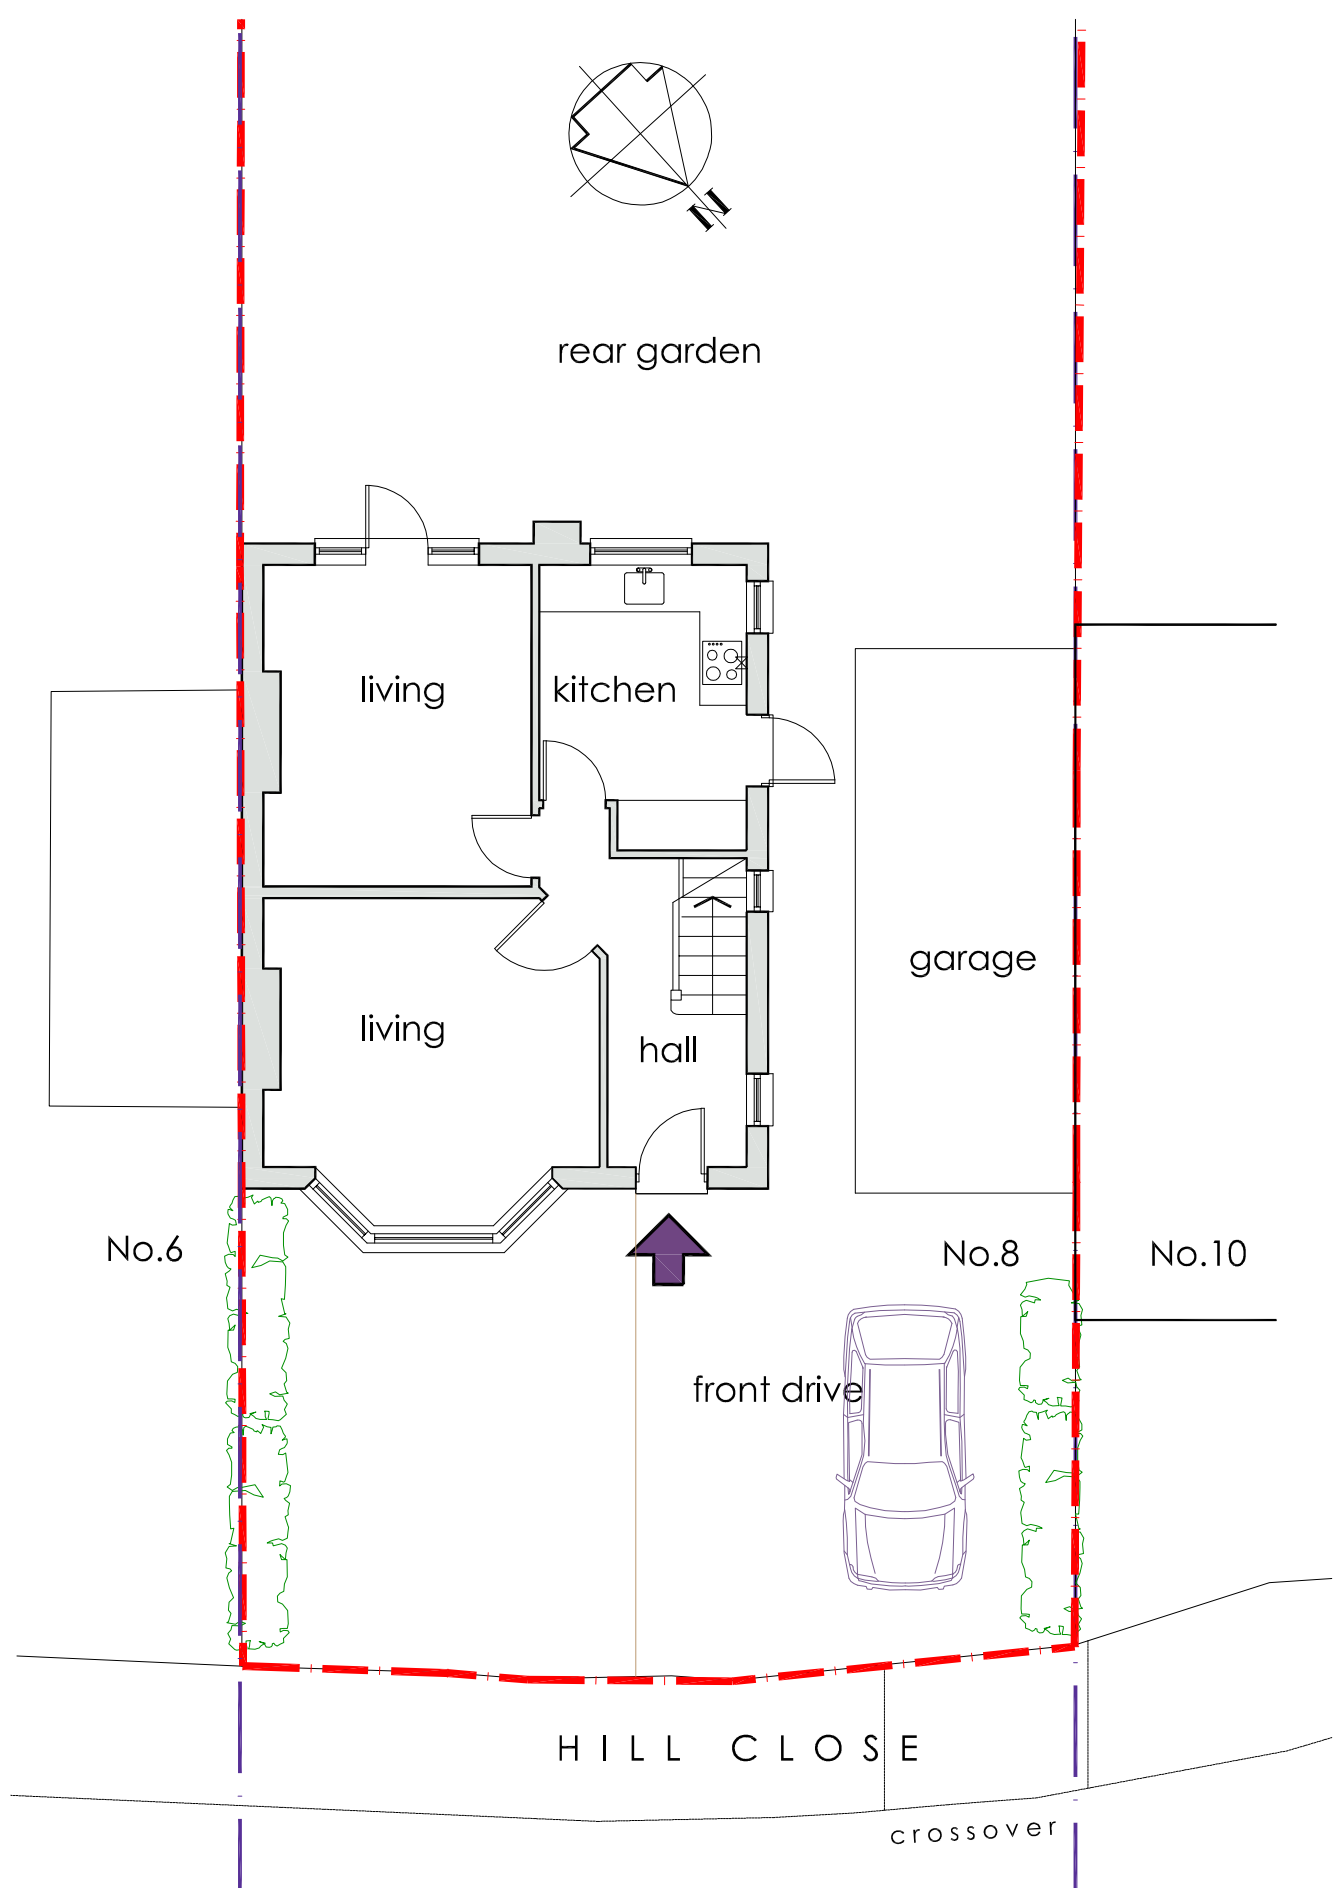 N
rear garden
living
kitchen
garage
living
hall
No.6
No.8
No.10
front drive
HILL CLOSE
crossover